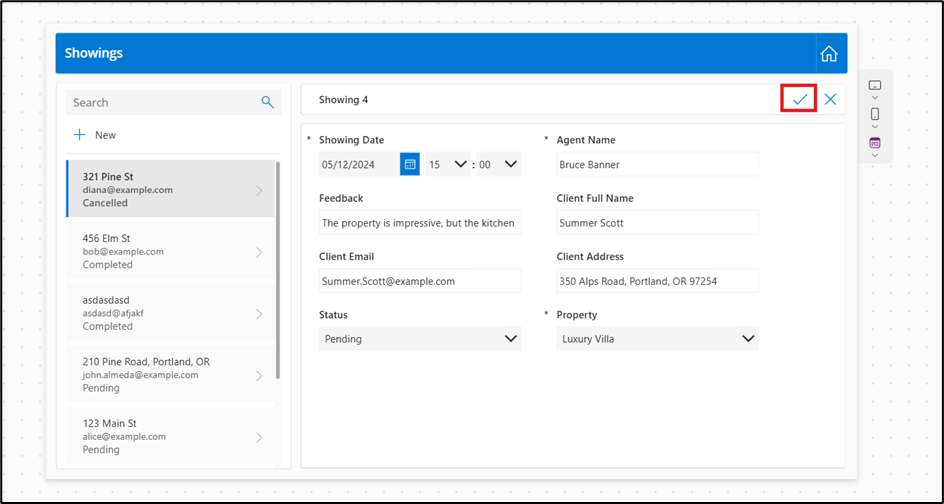 Showings
Search
New
321 Pine St
diana@example.com
Cancelled
456 Elm St
bob@example.com
Completed
asdasdasd
asdasd@afjakf
Completed
210 Pine Road, Portland, OR
john.almeda@example.com
Pending
123 Main St
alice@example.com
Pending
Showing 4
* Showing Date
05/12/2024 15 : 00
* Agent Name
Bruce Banner
Feedback
The property is impressive, but the kitchen
Client Full Name
Summer Scott
Client Email
Summer.Scott@example.com
Client Address
350 Alps Road, Portland, OR 97254
Status
Pending
* Property
Luxury Villa